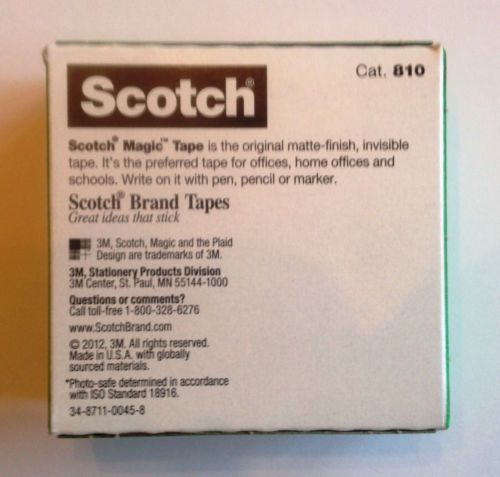 Scotch®
Cat. 810
Scotch® Magic™ Tape is the original matte-finish, invisible
tape. It's the preferred tape for offices, home offices and
schools. Write on it with pen, pencil or marker.
Scotch® Brand Tapes
Great ideas that stick
3M, Scotch, Magic and the Plaid
Design are trademarks of 3M.
3M, Stationery Products Division
3M Center, St. Paul, MN 55144-1000
Questions or comments?
Call toll-free 1-800-328-6276
www.ScotchBrand.com
© 2012, 3M. All rights reserved.
Made in U.S.A. with globally
sourced materials.
*Photo-safe determined in accordance
with ISO Standard 18916.
34-8711-0045-8